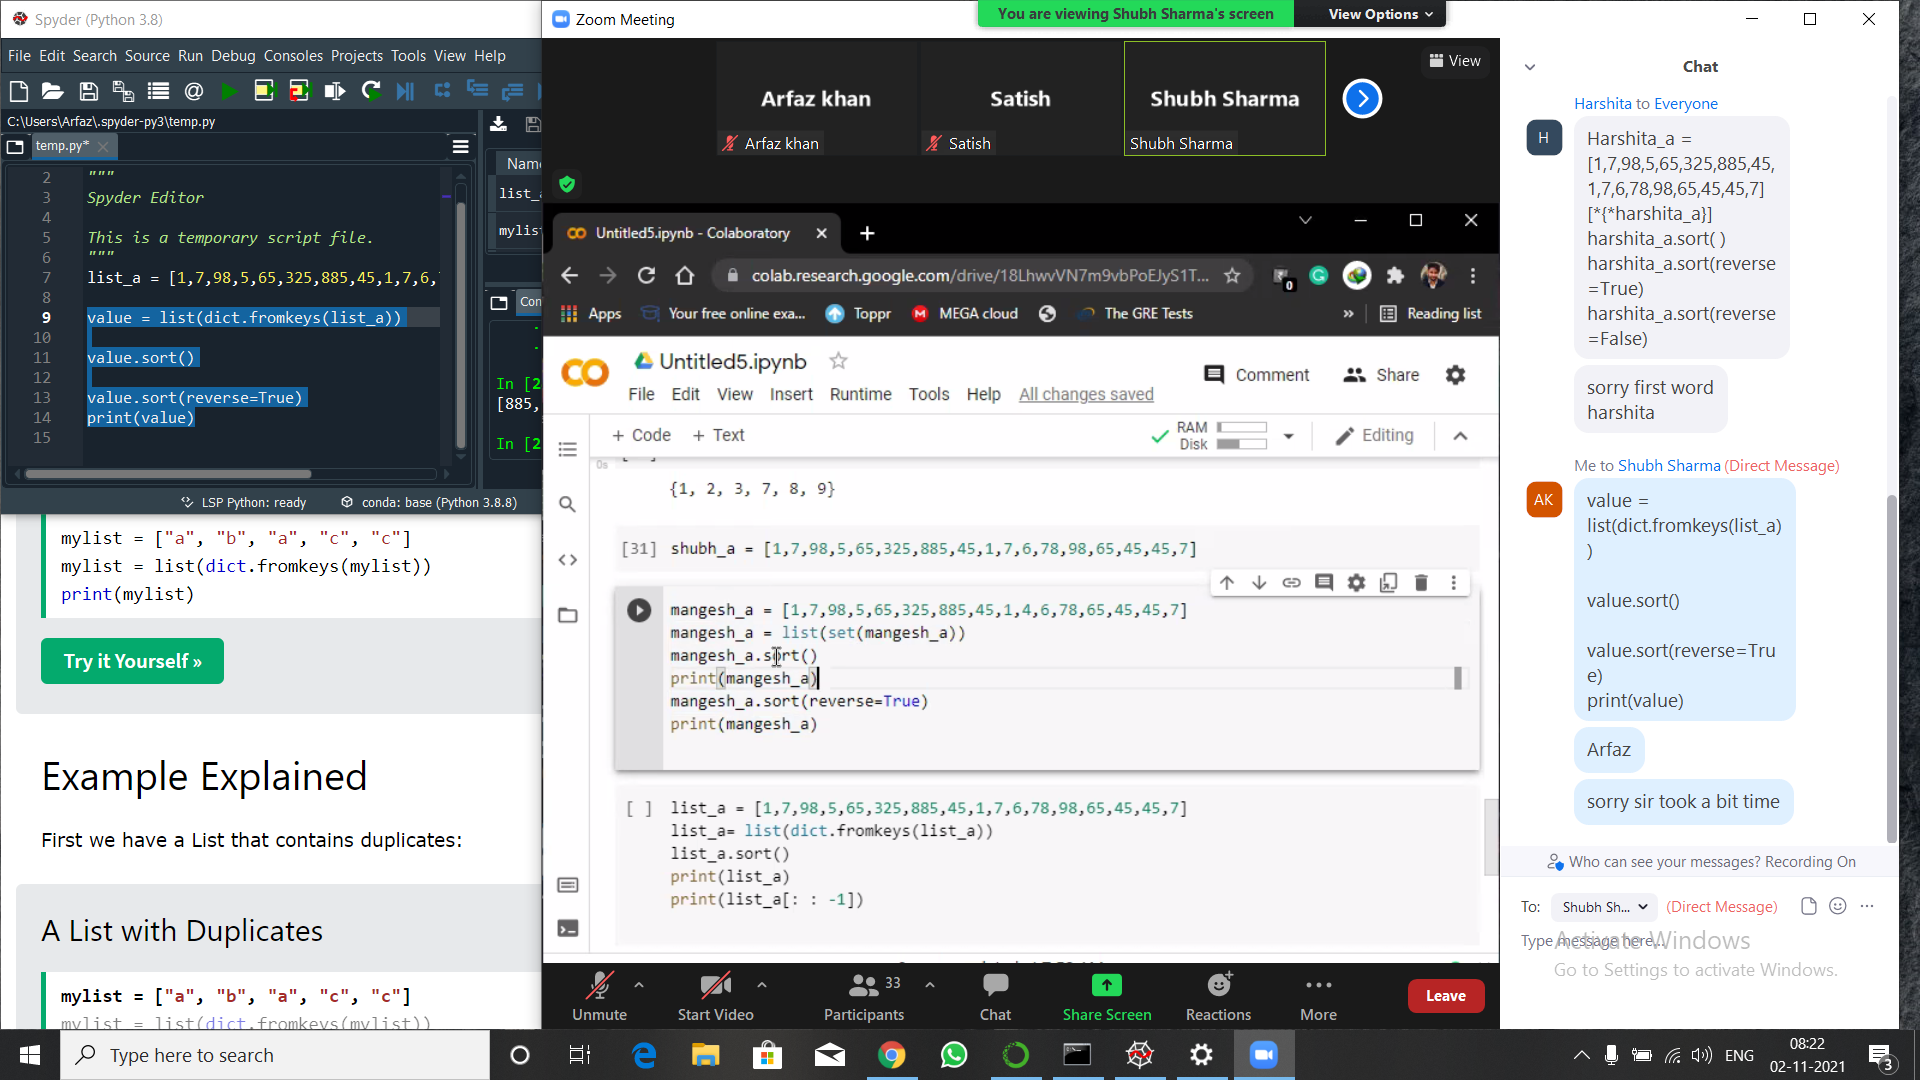 Spyder (Python 3.8)
File Edit Search Source Run Debug Consoles Projects Tools View Help
C:\Users\Arfaz\.spyder-py3\temp.py
temp.py*
2 """
3 Spyder Editor
4
5 This is a temporary script file.
6 """
7 list_a = [1,7,98,5,65,325,885,45,1,7,6,
8
9 value = list(dict.fromkeys(list_a))
10
11 value.sort()
12
13 value.sort(reverse=True)
14 print(value)
15
Nam
list_
mylis
Con
In [2
[885,
In [2
LSP Python: ready conda: base (Python 3.8.8)
mylist = ["a", "b", "a", "c", "c"]
mylist = list(dict.fromkeys(mylist))
print(mylist)
Try it Yourself »
Example Explained
First we have a List that contains duplicates:
A List with Duplicates
mylist = ["a", "b", "a", "c", "c"]
mylist = list(dict.fromkeys(mylist))
Zoom Meeting
You are viewing Shubh Sharma's screen View Options
View
Arfaz khan Satish Shubh Sharma
Arfaz khan Satish Shubh Sharma
Untitled5.ipynb - Colaboratory
colab.research.google.com/drive/18LhwvVN7m9vbPoEJyS1T...
0
Apps Your free online exa... Toppr MEGA cloud The GRE Tests » Reading list
Untitled5.ipynb
Comment Share
File Edit View Insert Runtime Tools Help All changes saved
+ Code + Text RAM Disk Editing
0s
{1, 2, 3, 7, 8, 9}
[31] shubh_a = [1,7,98,5,65,325,885,45,1,7,6,78,98,65,45,45,7]
mangesh_a = [1,7,98,5,65,325,885,45,1,4,6,78,65,45,45,7]
mangesh_a = list(set(mangesh_a))
mangesh_a.sort()
print(mangesh_a)
mangesh_a.sort(reverse=True)
print(mangesh_a)
[ ] list_a = [1,7,98,5,65,325,885,45,1,7,6,78,98,65,45,45,7]
list_a= list(dict.fromkeys(list_a))
list_a.sort()
print(list_a)
print(list_a[: : -1])
Unmute Start Video Participants 33 Chat Share Screen Reactions More Leave
Chat
Harshita to Everyone
H
Harshita_a =
[1,7,98,5,65,325,885,45,
1,7,6,78,98,65,45,45,7]
[*{*harshita_a}]
harshita_a.sort( )
harshita_a.sort(reverse
=True)
harshita_a.sort(reverse
=False)
sorry first word
harshita
Me to Shubh Sharma (Direct Message)
AK
value =
list(dict.fromkeys(list_a)
)
value.sort()
value.sort(reverse=Tru
e)
print(value)
Arfaz
sorry sir took a bit time
Who can see your messages? Recording On
To: Shubh Sh... (Direct Message)
Type message here...
Activate Windows
Go to Settings to activate Windows.
Type here to search
ENG
08:22
02-11-2021
3